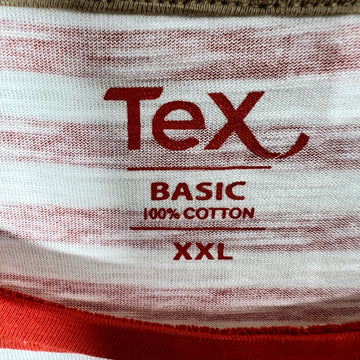 TeX
BASIC
100% COTTON
XXL